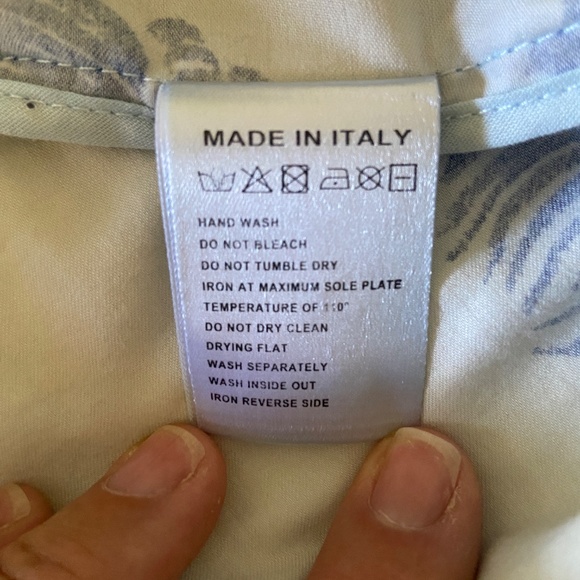 MADE IN ITALY
HAND WASH
DO NOT BLEACH
DO NOT TUMBLE DRY
IRON AT MAXIMUM SOLE PLATE
TEMPERATURE OF 110°
DO NOT DRY CLEAN
DRYING FLAT
WASH SEPARATELY
WASH INSIDE OUT
IRON REVERSE SIDE